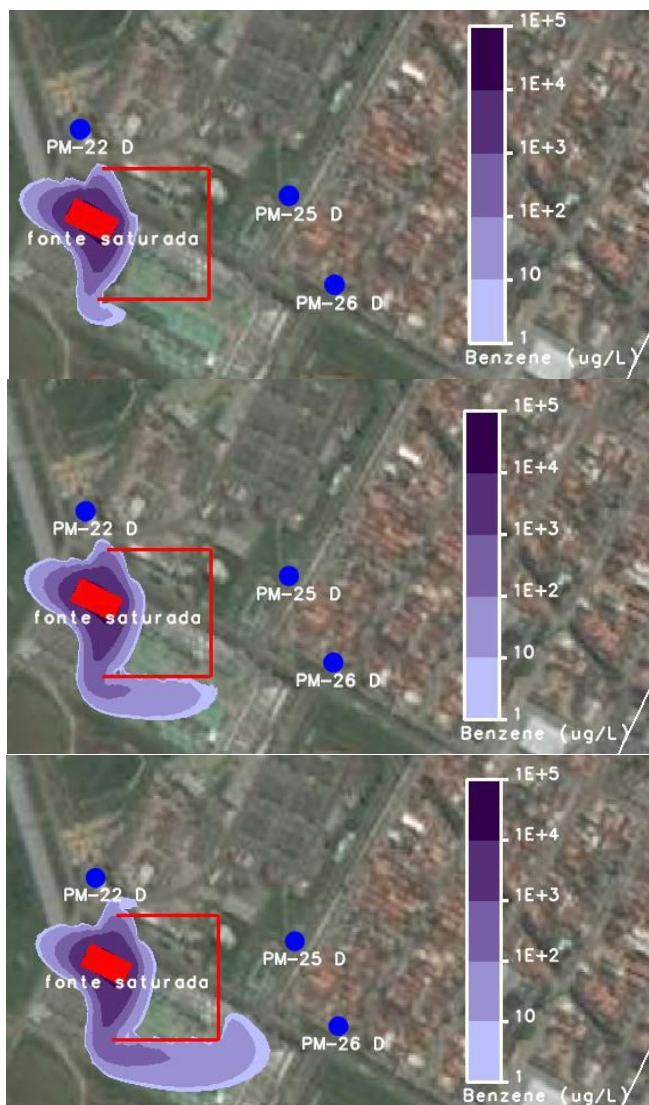 1E+5
PM-22 D
1E+4
1E+3
PM-25 D
1E+2
fonte saturada
10
PM-26 D
1
Benzene (ug/L)
1E+5
1E+4
PM-22 D
1E+3
1E+2
PM-25 D
fonte saturada
10
PM-26 D
1
Benzene (ug/L)
1E+5
1E+4
PM-22 D
1E+3
1E+2
PM-25 D
fonte saturada
10
PM-26 D
1
Benzene (ug/L)